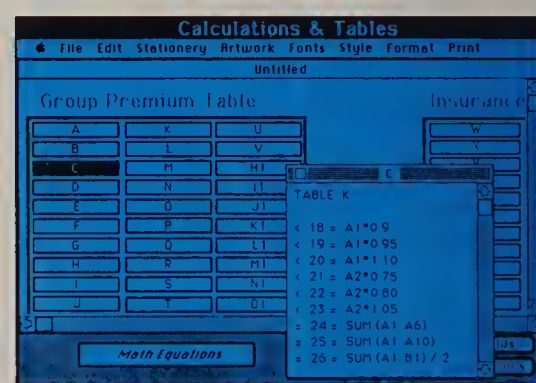 Calculations & Tables
File Edit Stationery Artwork Fonts Style Format Print
Untitled
Group Premium Table
Insurance
A K U
B L V
C M H1
D N I1
E O J1
F P K1
G Q L1
H R M1
I S N1
J T O1
W
C
TABLE K
< 18 = A1*0.9
< 19 = A1*0.95
< 20 = A1*1.10
< 21 = A2*0.75
< 22 = A2*0.80
< 23 = A2*1.05
= 24 = SUM(A1 A6)
= 25 = SUM(A1 A10)
= 26 = SUM(A1 B1) / 2
Math Equations